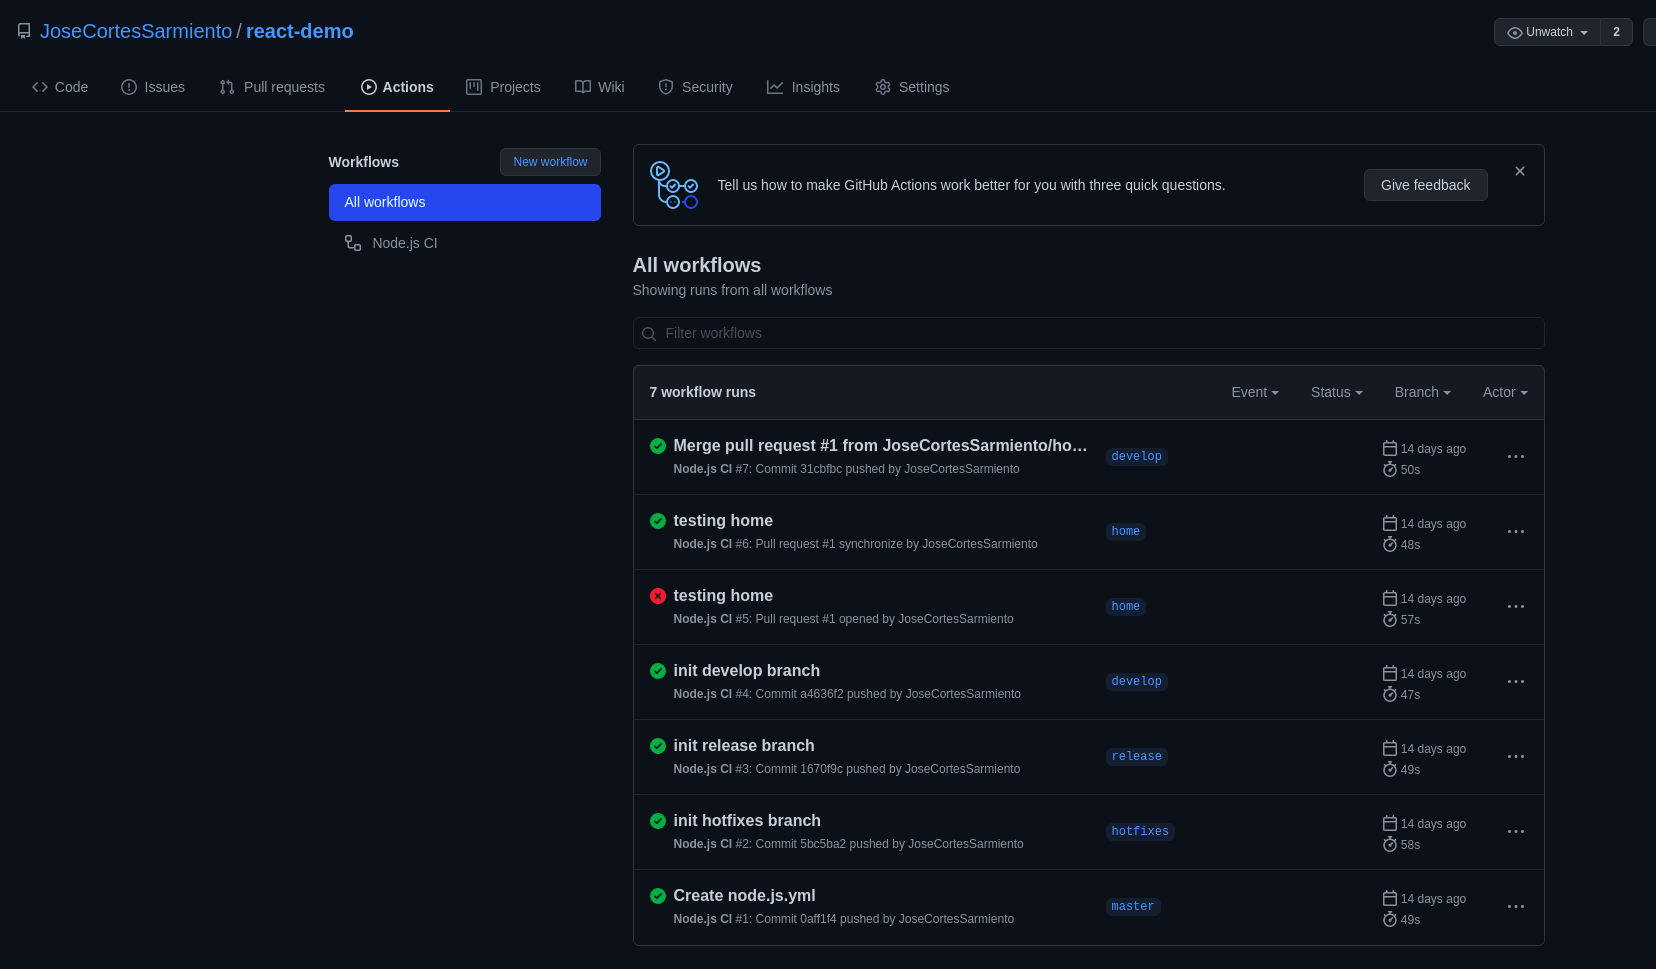 JoseCortesSarmiento / react-demo
Unwatch 2
Code Issues Pull requests Actions Projects Wiki Security Insights Settings
Workflows
New workflow
All workflows
Node.js CI
Tell us how to make GitHub Actions work better for you with three quick questions.
Give feedback
All workflows
Showing runs from all workflows
Filter workflows
7 workflow runs Event Status Branch Actor
Merge pull request #1 from JoseCortesSarmiento/ho…
Node.js CI #7: Commit 31cbfbc pushed by JoseCortesSarmiento
develop
14 days ago
50s
testing home
Node.js CI #6: Pull request #1 synchronize by JoseCortesSarmiento
home
14 days ago
48s
testing home
Node.js CI #5: Pull request #1 opened by JoseCortesSarmiento
home
14 days ago
57s
init develop branch
Node.js CI #4: Commit a4636f2 pushed by JoseCortesSarmiento
develop
14 days ago
47s
init release branch
Node.js CI #3: Commit 1670f9c pushed by JoseCortesSarmiento
release
14 days ago
49s
init hotfixes branch
Node.js CI #2: Commit 5bc5ba2 pushed by JoseCortesSarmiento
hotfixes
14 days ago
58s
Create node.js.yml
Node.js CI #1: Commit 0aff1f4 pushed by JoseCortesSarmiento
master
14 days ago
49s